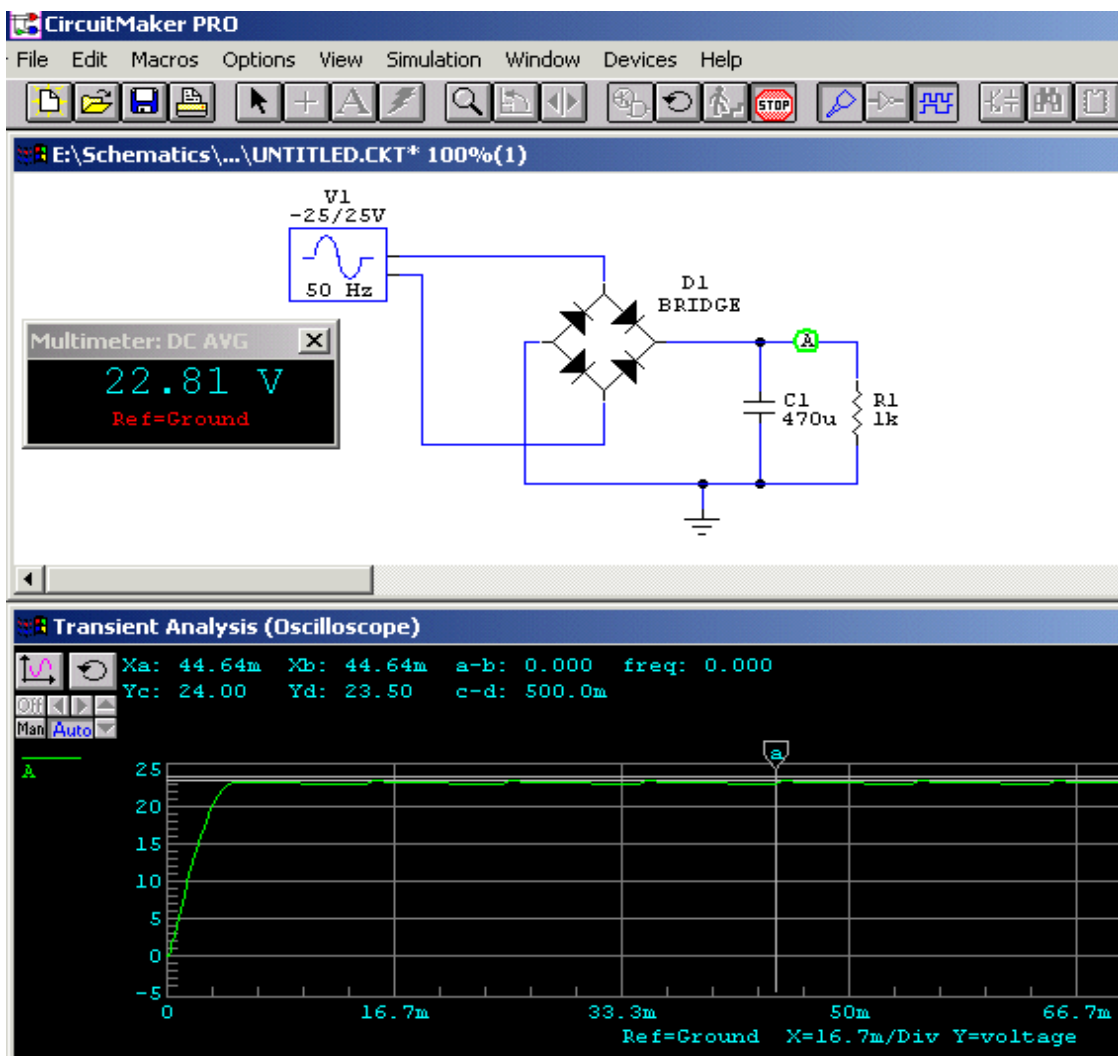 CircuitMaker PRO
File Edit Macros Options View Simulation Window Devices Help
STOP
E:\Schematics\...\UNTITLED.CKT* 100%(1)
V1
-25/25V
50 Hz
D1
BRIDGE
Multimeter: DC AVG
22.81 V
Ref=Ground
A
C1
470u
R1
1k
Transient Analysis (Oscilloscope)
Xa: 44.64m Xb: 44.64m a-b: 0.000 freq: 0.000
Yc: 24.00 Yd: 23.50 c-d: 500.0m
Off
Man Auto
A
a
25
20
15
10
5
0
-5
0 16.7m 33.3m 50m 66.7m
Ref=Ground X=16.7m/Div Y=voltage